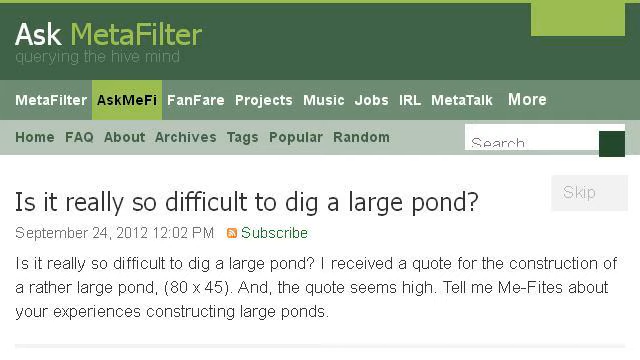 Ask MetaFilter
querying the hive mind
MetaFilter AskMeFi FanFare Projects Music Jobs IRL MetaTalk More
Home FAQ About Archives Tags Popular Random
Search
Skip
Is it really so difficult to dig a large pond?
September 24, 2012 12:02 PM Subscribe
Is it really so difficult to dig a large pond? I received a quote for the construction of
a rather large pond, (80 x 45). And, the quote seems high. Tell me Me-Fites about
your experiences constructing large ponds.